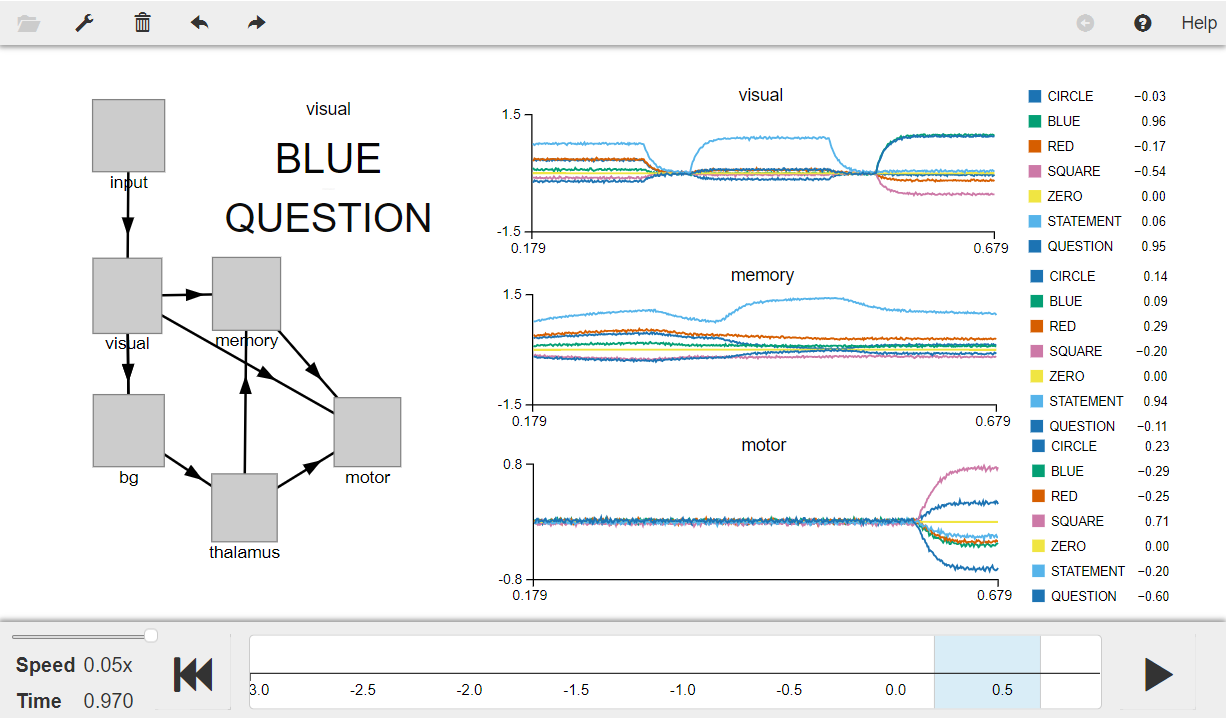 Help
visual
BLUE
QUESTION
input
visual
memory
bg
motor
thalamus
visual
1.5
-1.5
0.179
0.679
CIRCLE −0.03
BLUE 0.96
RED −0.17
SQUARE −0.54
ZERO 0.00
STATEMENT 0.06
QUESTION 0.95
memory
1.5
-1.5
0.179
0.679
CIRCLE 0.14
BLUE 0.09
RED 0.29
SQUARE −0.20
ZERO 0.00
STATEMENT 0.94
QUESTION −0.11
motor
0.8
-0.8
0.179
0.679
CIRCLE 0.23
BLUE −0.29
RED −0.25
SQUARE 0.71
ZERO 0.00
STATEMENT −0.20
QUESTION −0.60
Speed 0.05x
Time 0.970
3.0 -2.5 -2.0 -1.5 -1.0 -0.5 0.0 0.5